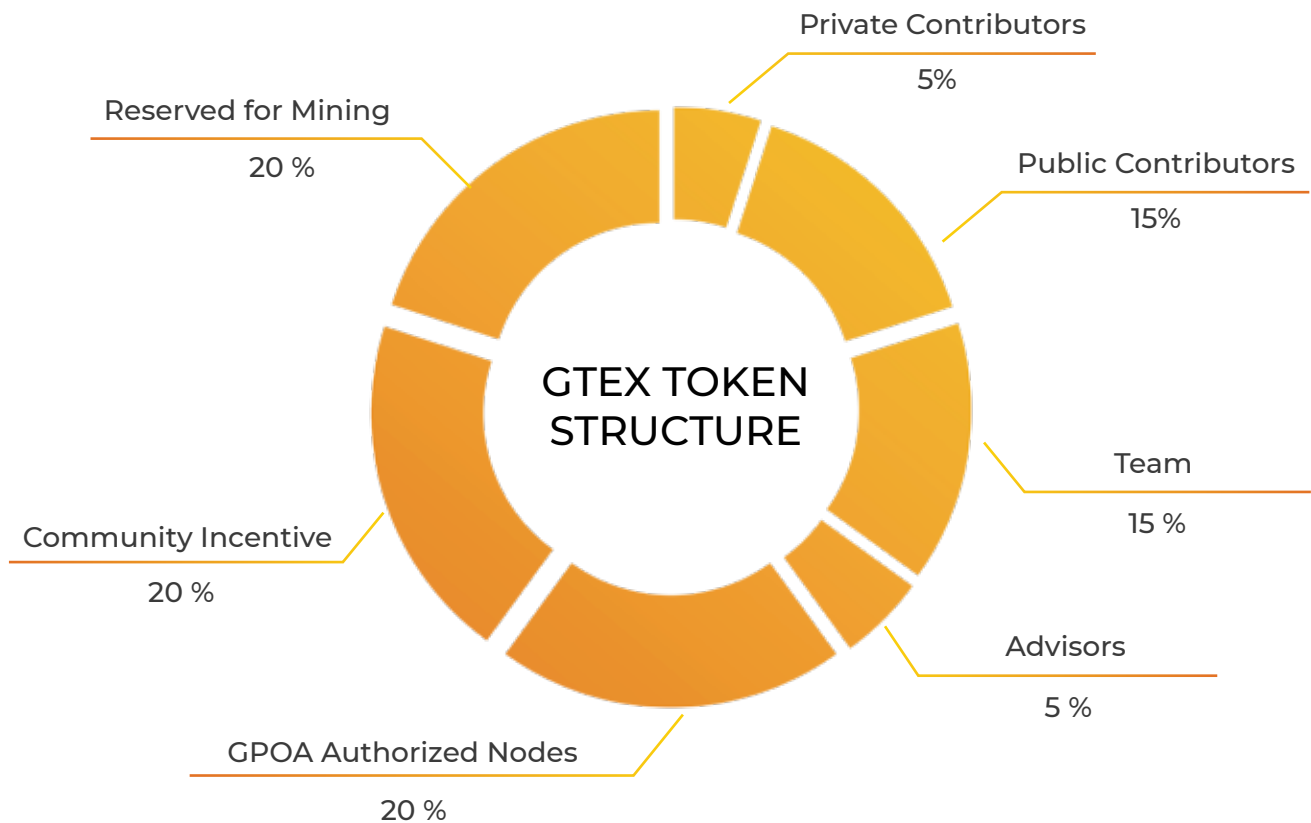 Private Contributors
5%
Reserved for Mining
20 %
Public Contributors
15%
GTEX TOKEN
STRUCTURE
Team
15 %
Community Incentive
20 %
Advisors
5 %
GPOA Authorized Nodes
20 %